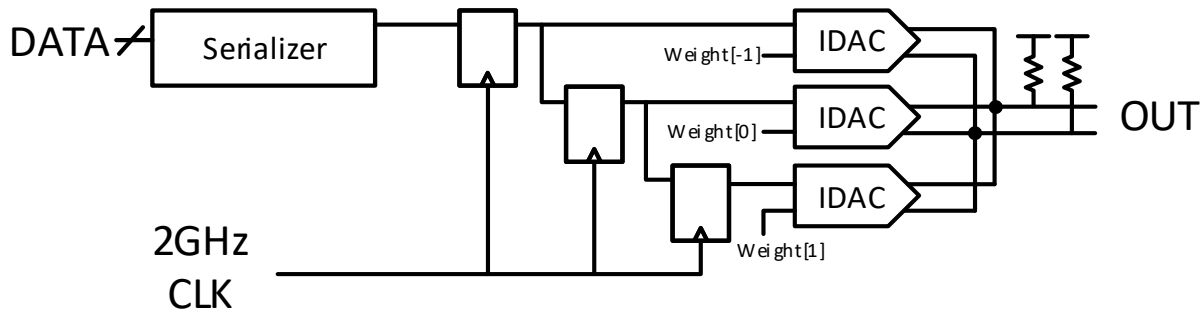 DATA
Serializer
IDAC
Weight[-1]
IDAC
Weight[0]
OUT
IDAC
Weight[1]
2GHz
CLK